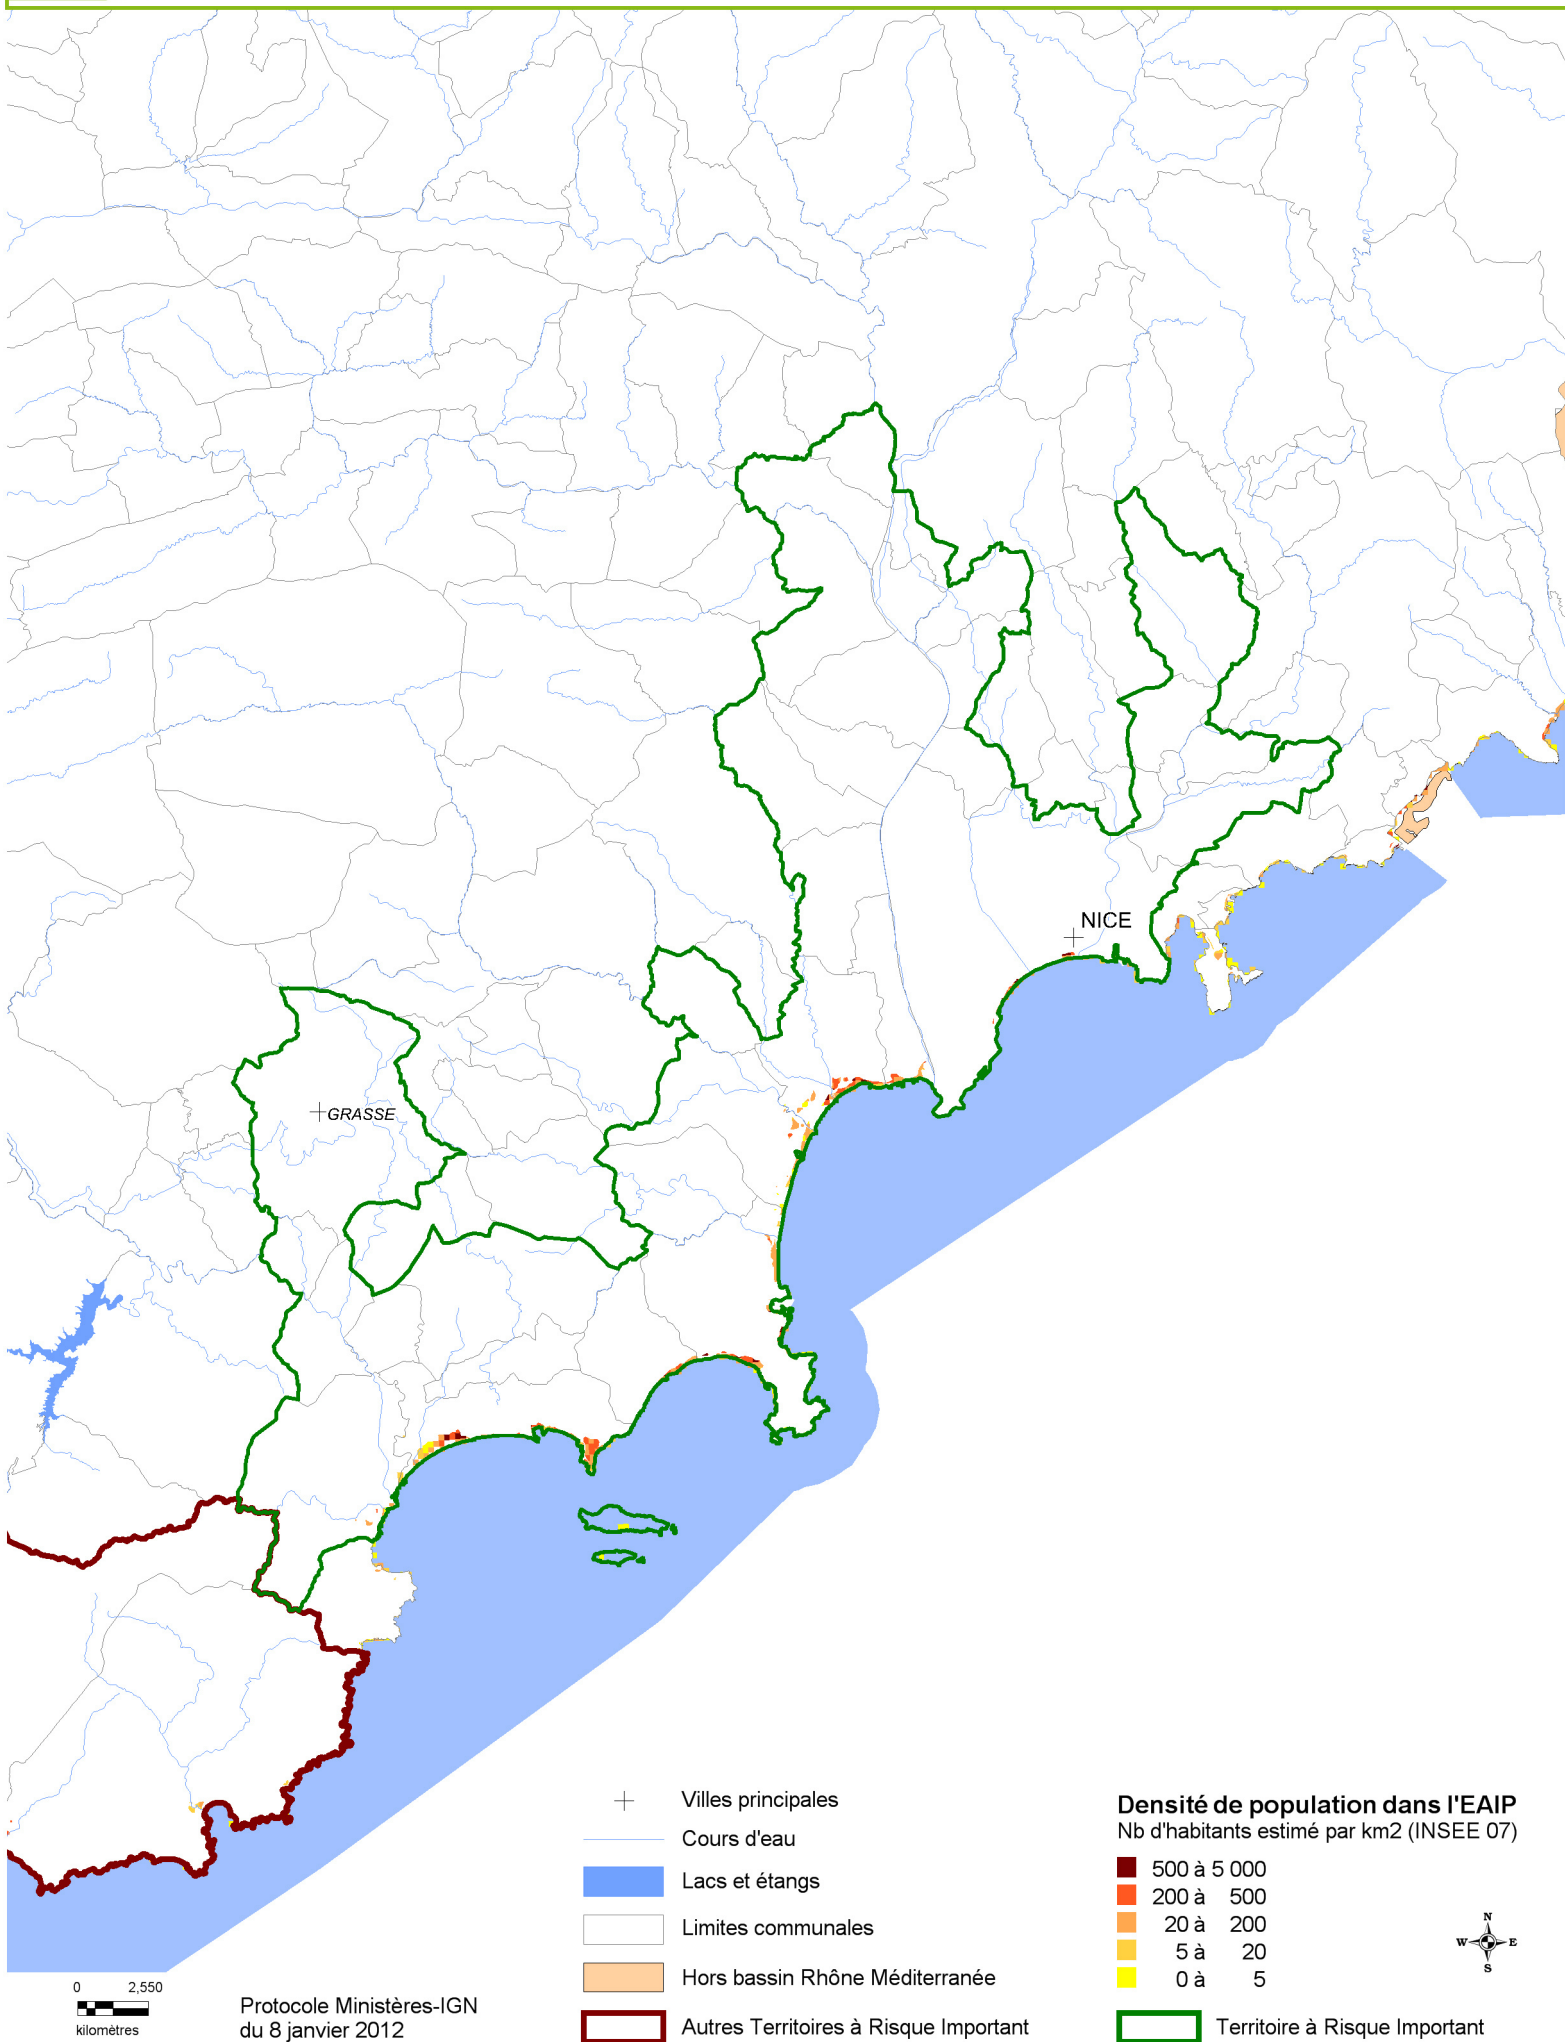 NICE
GRASSE
Villes principales
Cours d'eau
Lacs et étangs
Limites communales
Hors bassin Rhône Méditerranée
Autres Territoires à Risque Important
Densité de population dans l'EAIP
Nb d'habitants estimé par km2 (INSEE 07)
500 à 5 000
200 à 500
20 à 200
5 à 20
0 à 5
Territoire à Risque Important
N
W E
S
0 2,550
kilomètres
Protocole Ministères-IGN
du 8 janvier 2012